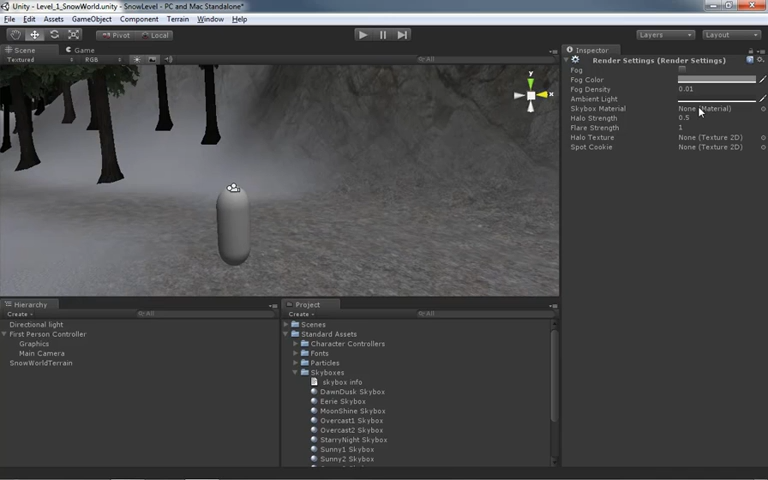 Unity - Level_1_SnowWorld.unity - SnowLevel - PC and Mac Standalone*
File Edit Assets GameObject Component Terrain Window Help
Pivot Local Layers Layout
Scene Game Inspector
Textured RGB All
Render Settings (Render Settings)
Fog
Fog Color
Fog Density 0.01
Ambient Light
Skybox Material None (Material)
Halo Strength 0.5
Flare Strength 1
Halo Texture None (Texture 2D)
Spot Cookie None (Texture 2D)
y
x
Hierarchy
Create All
Directional light
First Person Controller
Graphics
Main Camera
SnowWorldTerrain
Project
Create All
Scenes
Standard Assets
Character Controllers
Fonts
Particles
Skyboxes
skybox info
DawnDusk Skybox
Eerie Skybox
MoonShine Skybox
Overcast1 Skybox
Overcast2 Skybox
StarryNight Skybox
Sunny1 Skybox
Sunny2 Skybox